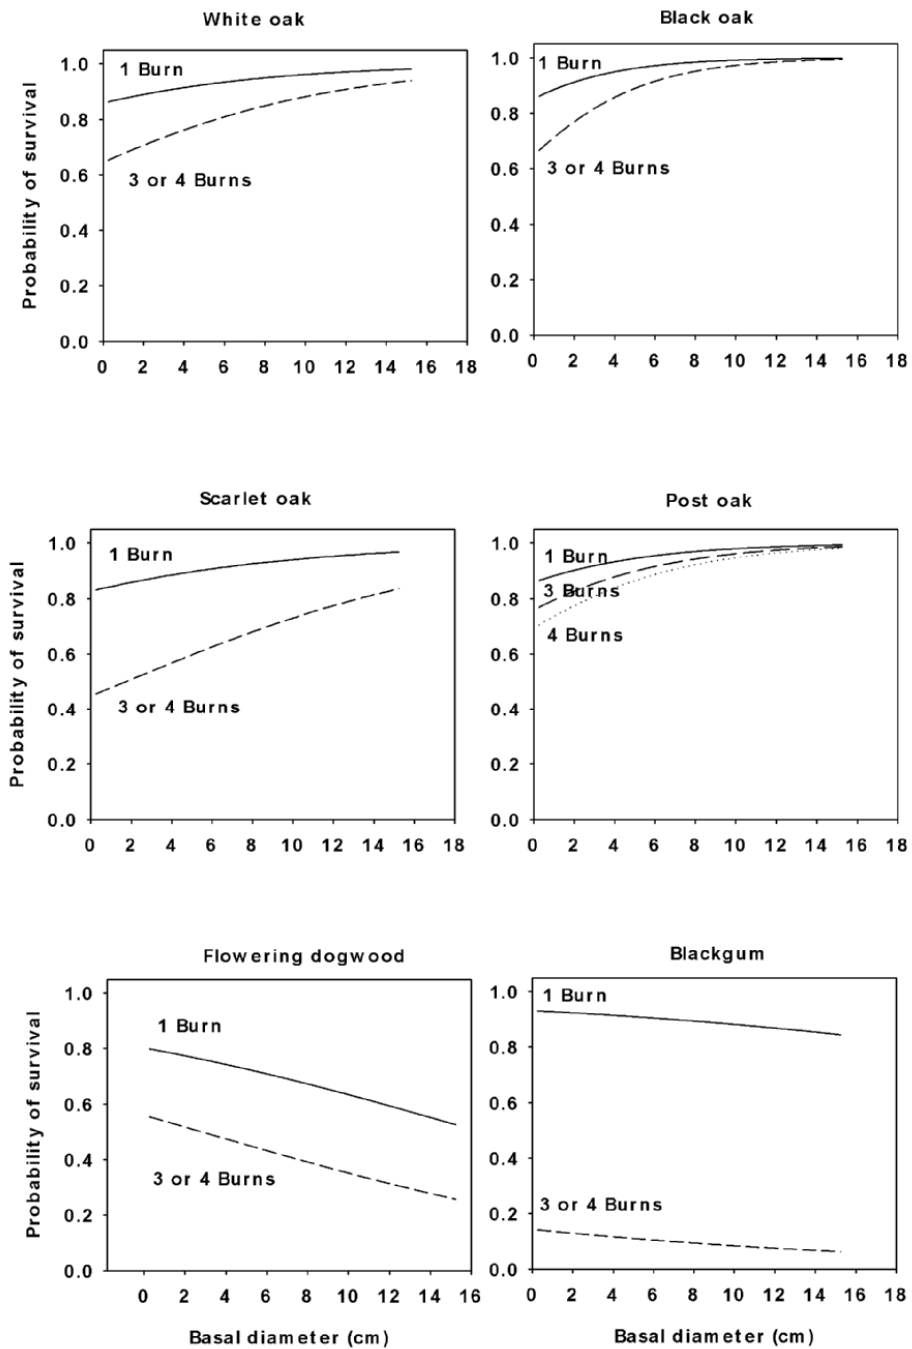 White oak
Probability of survival
1.0
0.8
0.6
0.4
0.2
0.0
1 Burn
3 or 4 Burns
0 2 4 6 8 10 12 14 16 18
Black oak
1.0
0.8
0.6
0.4
0.2
0.0
1 Burn
3 or 4 Burns
0 2 4 6 8 10 12 14 16 18
Scarlet oak
Probability of survival
1.0
0.8
0.6
0.4
0.2
0.0
1 Burn
3 or 4 Burns
0 2 4 6 8 10 12 14 16 18
Post oak
1.0
0.8
0.6
0.4
0.2
0.0
1 Burn
3 Burns
4 Burns
0 2 4 6 8 10 12 14 16 18
Flowering dogwood
Probability of survival
1.0
0.8
0.6
0.4
0.2
0.0
1 Burn
3 or 4 Burns
0 2 4 6 8 10 12 14 16
Basal diameter (cm)
Blackgum
1.0
0.8
0.6
0.4
0.2
0.0
1 Burn
3 or 4 Burns
0 2 4 6 8 10 12 14 16 18
Basal diameter (cm)